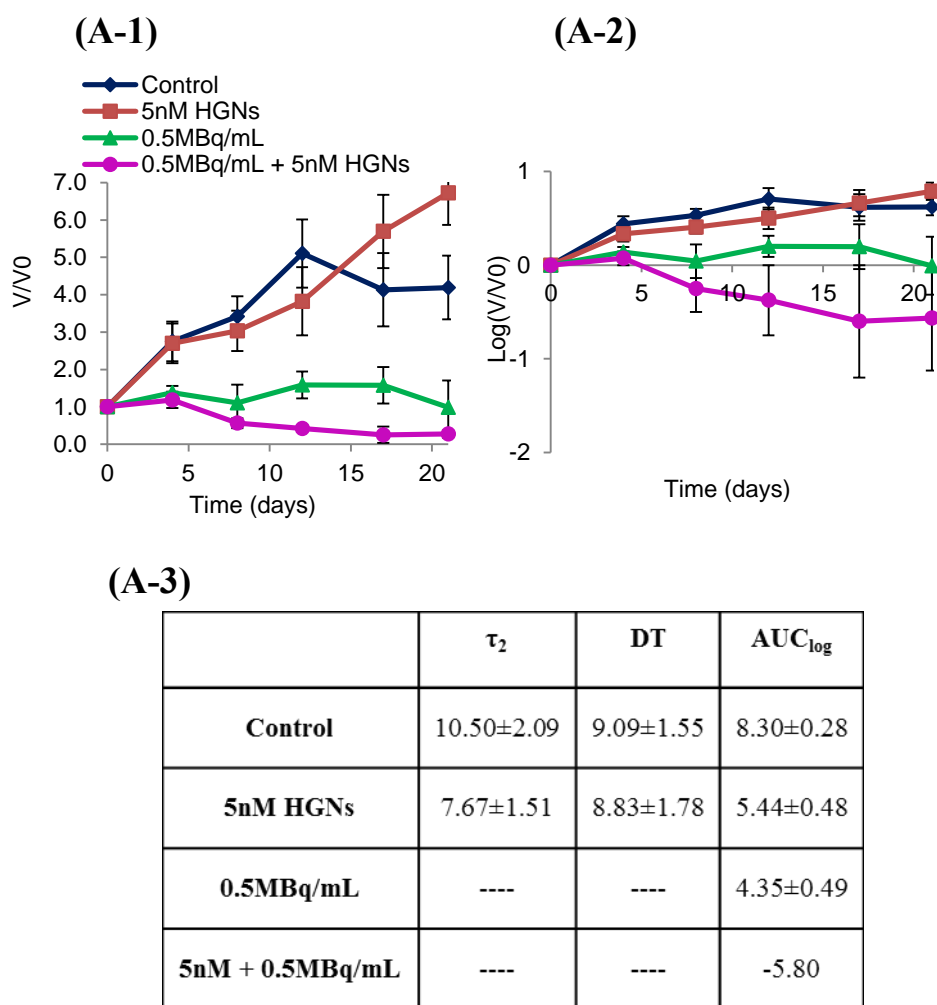 (A-1)
Control
5nM HGNs
0.5MBq/mL
0.5MBq/mL + 5nM HGNs
7.0
6.0
5.0
4.0
3.0
2.0
1.0
0.0
V/V0
0 5 10 15 20
Time (days)
(A-2)
1
0
-1
-2
Log(V/V0)
0 5 10 15 20
Time (days)
(A-3)
τ2 DT AUClog
Control 10.50±2.09 9.09±1.55 8.30±0.28
5nM HGNs 7.67±1.51 8.83±1.78 5.44±0.48
0.5MBq/mL ---- ---- 4.35±0.49
5nM + 0.5MBq/mL ---- ---- -5.80